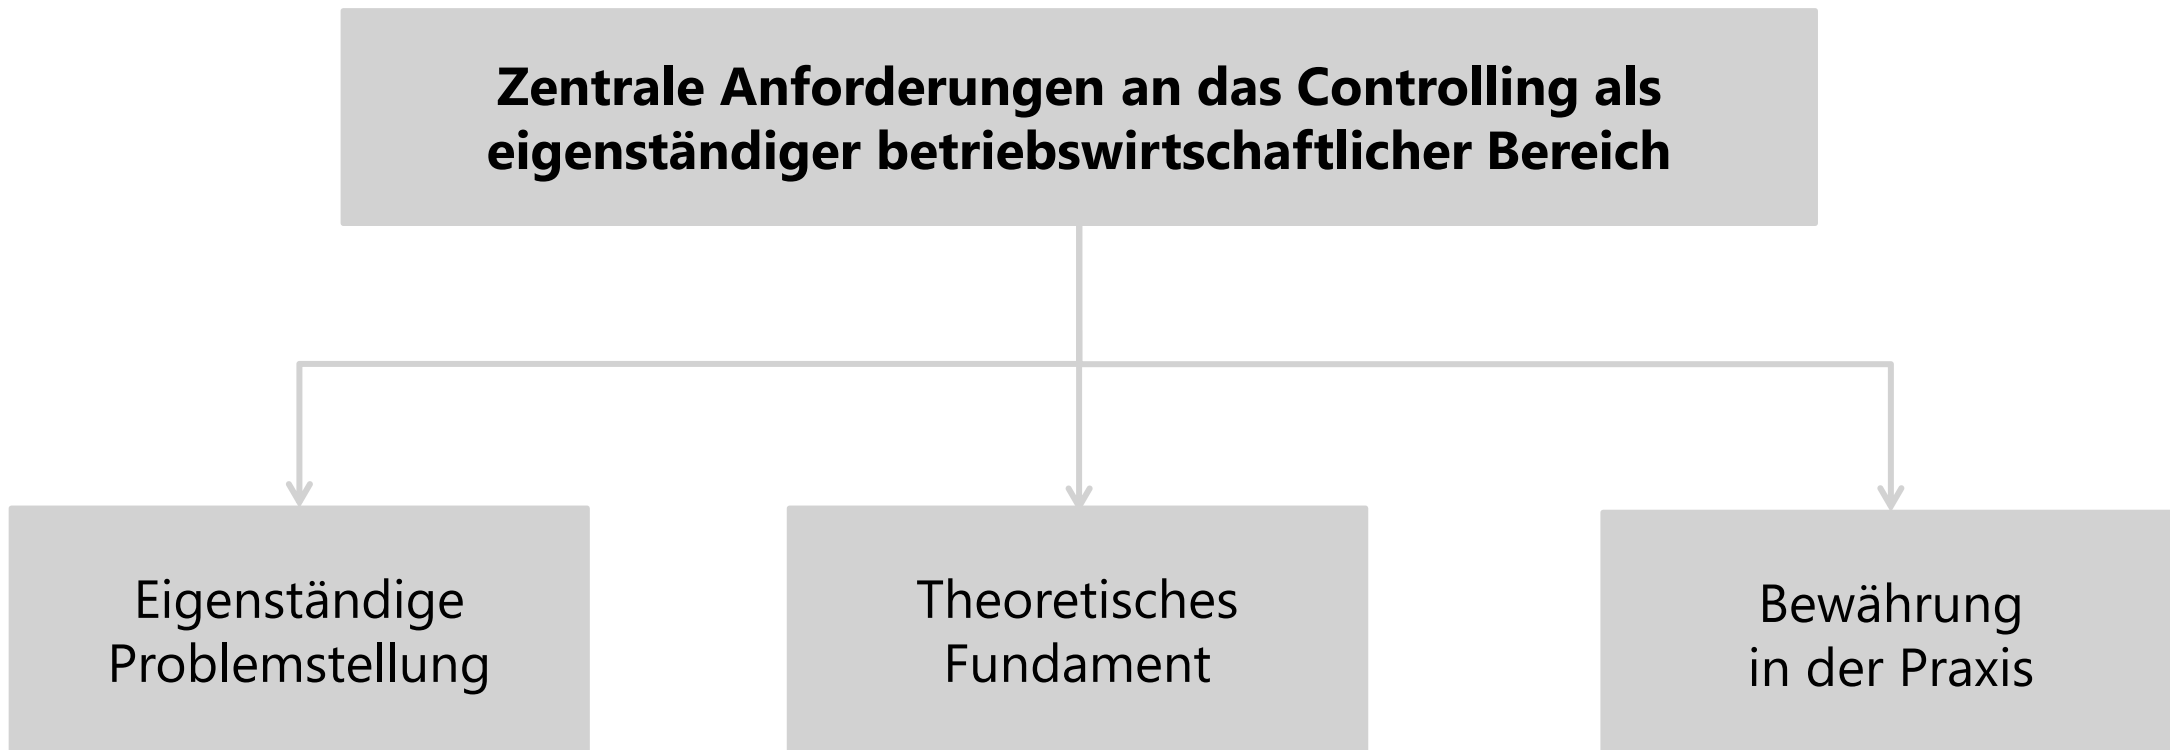 Zentrale Anforderungen an das Controlling als
eigenständiger betriebswirtschaftlicher Bereich
Eigenständige
Problemstellung
Theoretisches
Fundament
Bewährung
in der Praxis